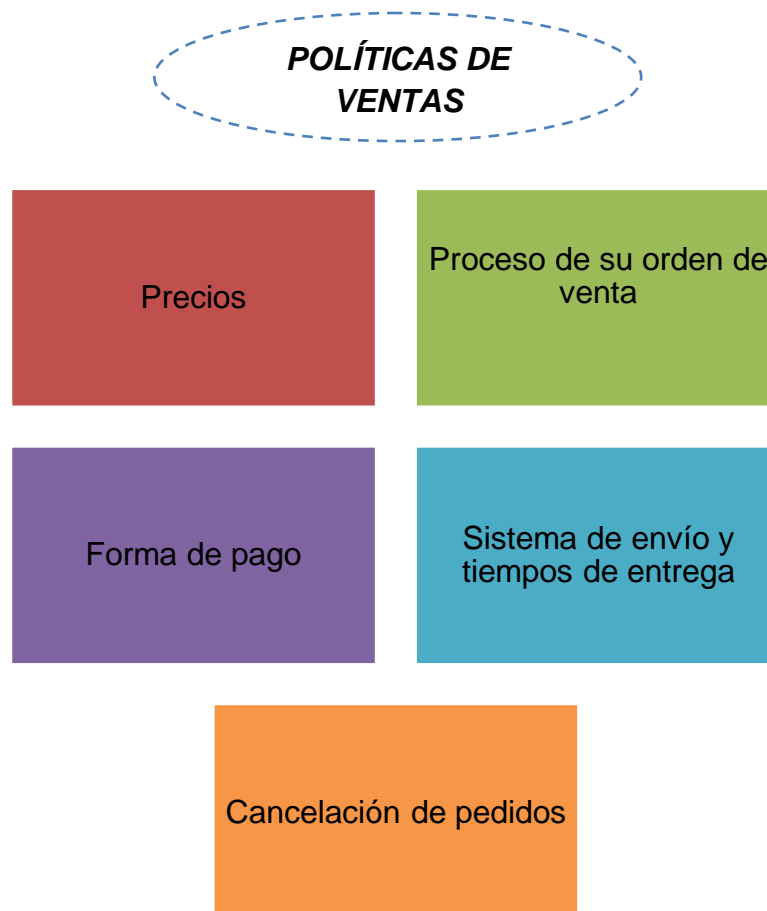 POLÍTICAS DE
VENTAS
Precios
Proceso de su orden de
venta
Forma de pago
Sistema de envío y
tiempos de entrega
Cancelación de pedidos